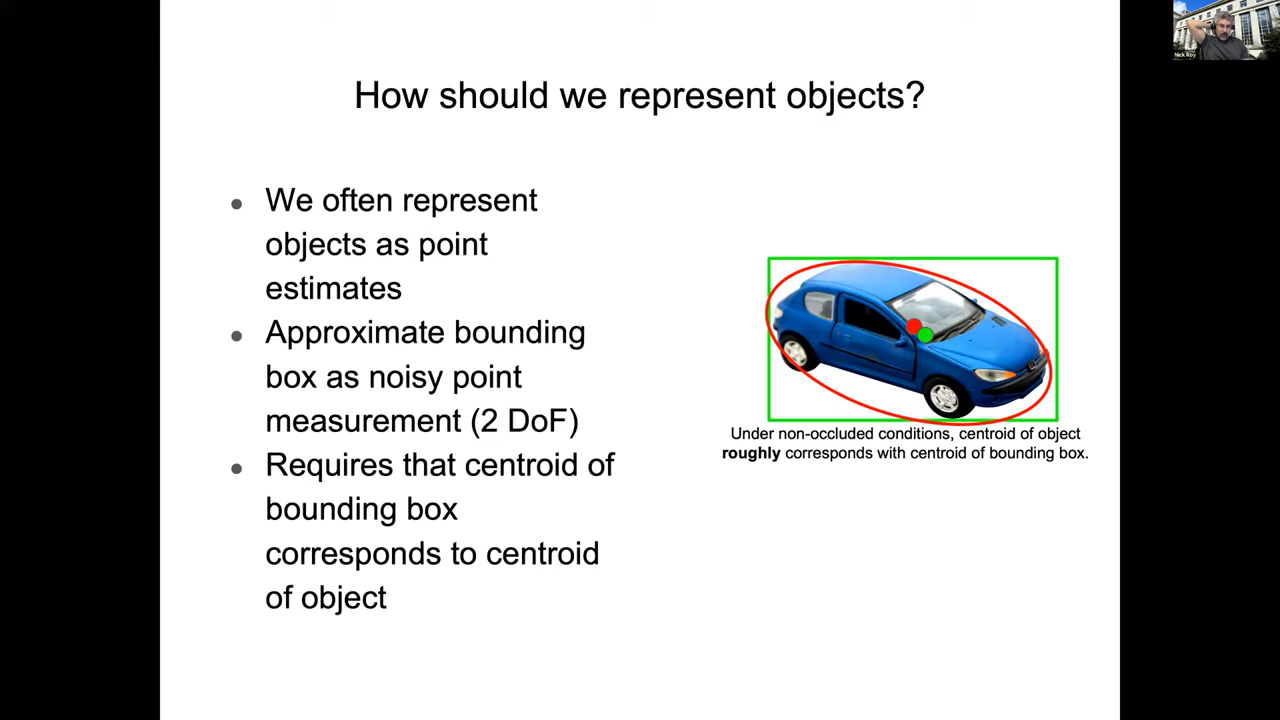 Nick Roy
How should we represent objects?
We often represent
objects as point
estimates
Approximate bounding
box as noisy point
measurement (2 DoF)
Requires that centroid of
bounding box
corresponds to centroid
of object
Under non-occluded conditions, centroid of object
roughly corresponds with centroid of bounding box.